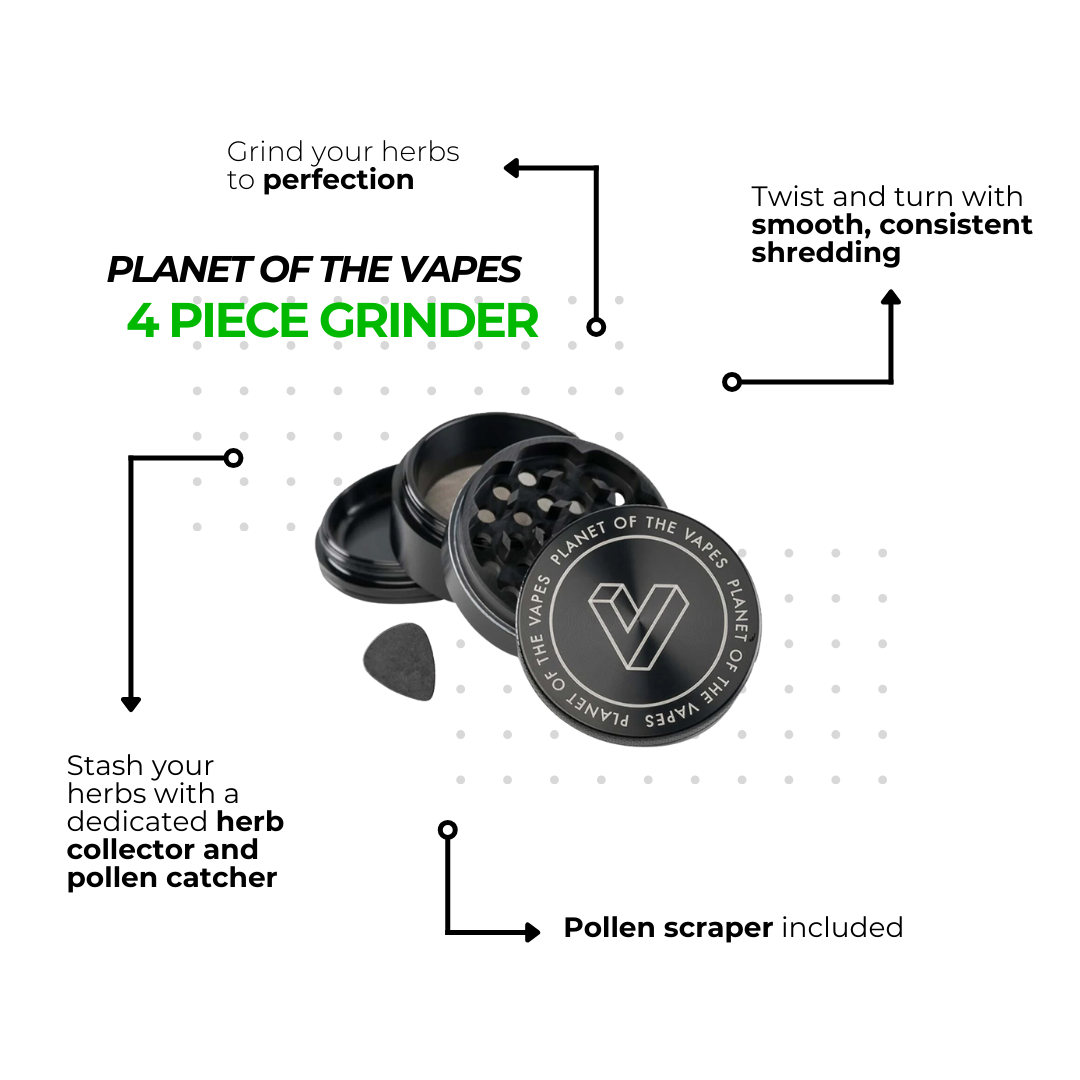 Grind your herbs
to perfection
Twist and turn with
smooth, consistent
shredding
PLANET OF THE VAPES
4 PIECE GRINDER
PLANET OF THE VAPES PLANET OF THE VAPES PLANET OF THE VAPES
Stash your
herbs with a
dedicated herb
collector and
pollen catcher
Pollen scraper included